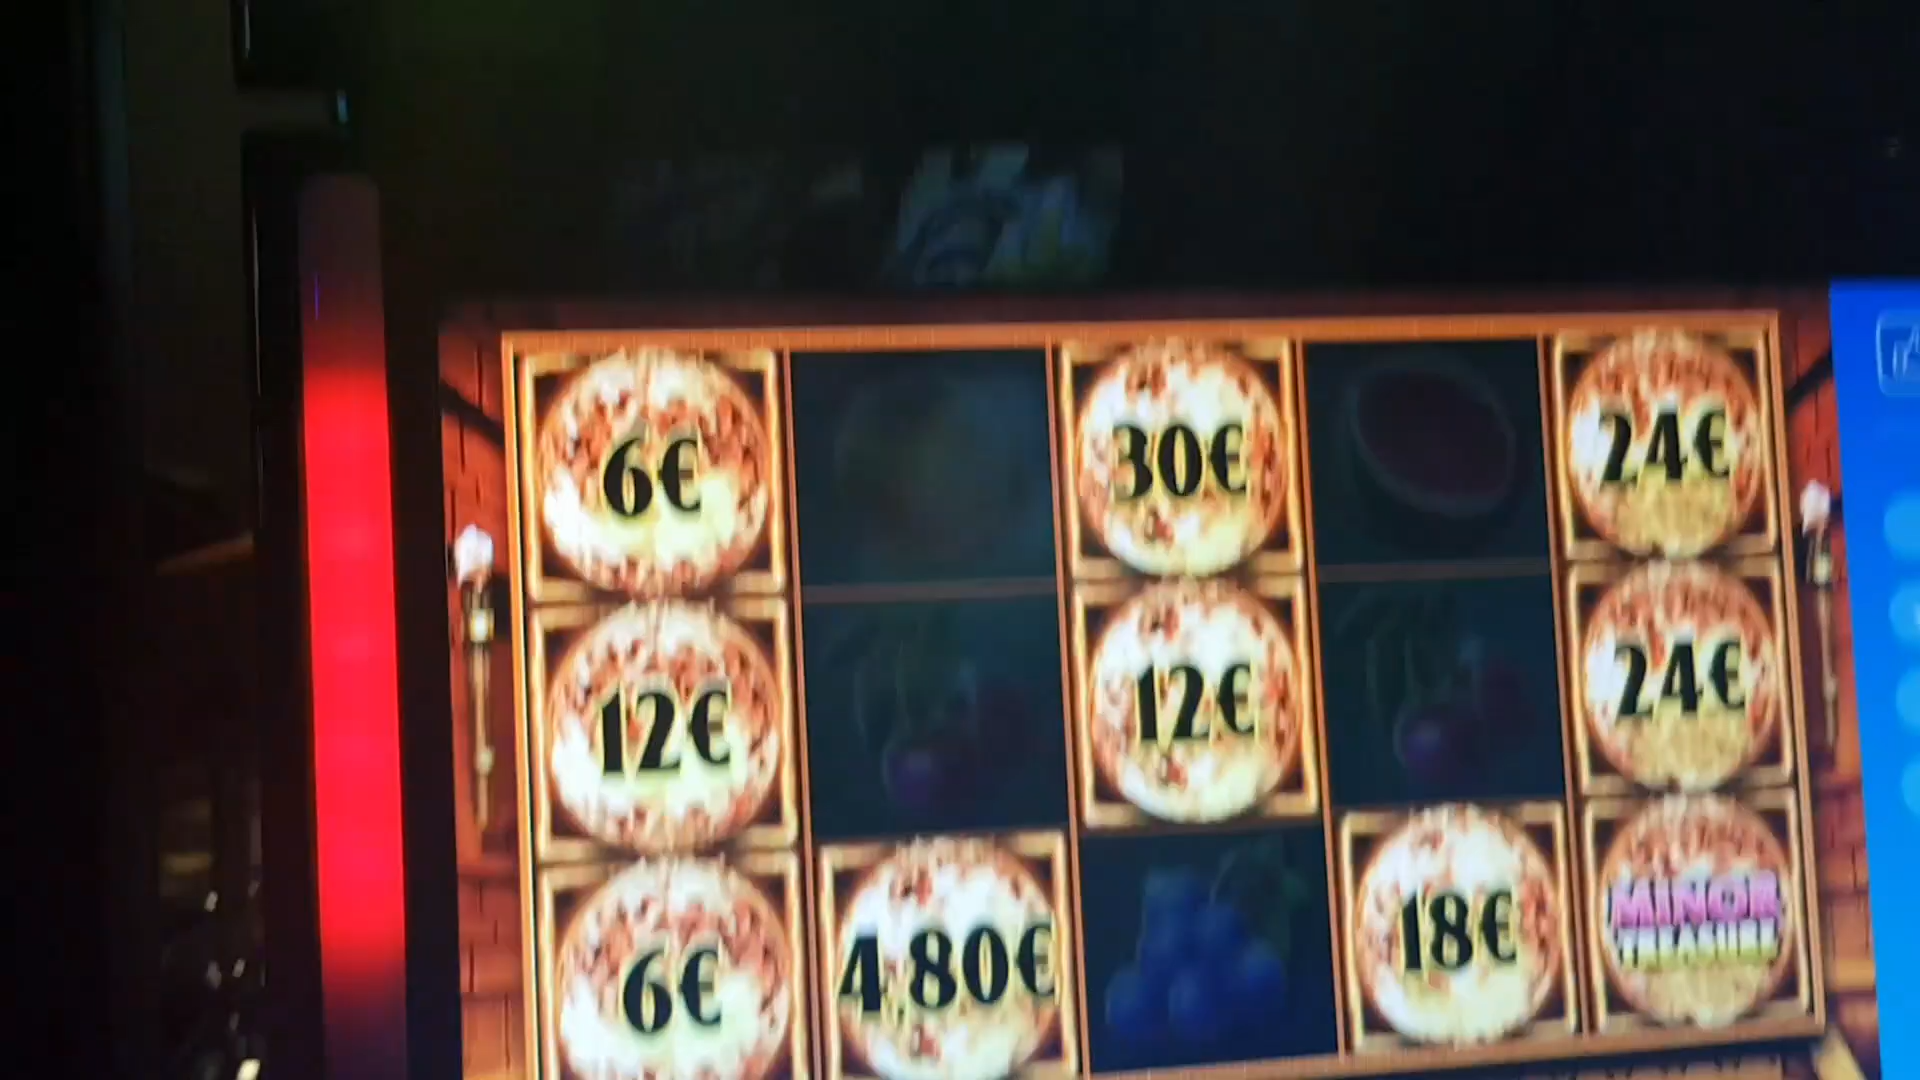 6€ 30€ 24€
12€ 12€ 24€
6€ 4,80€ 18€ MINOR
TREASURE